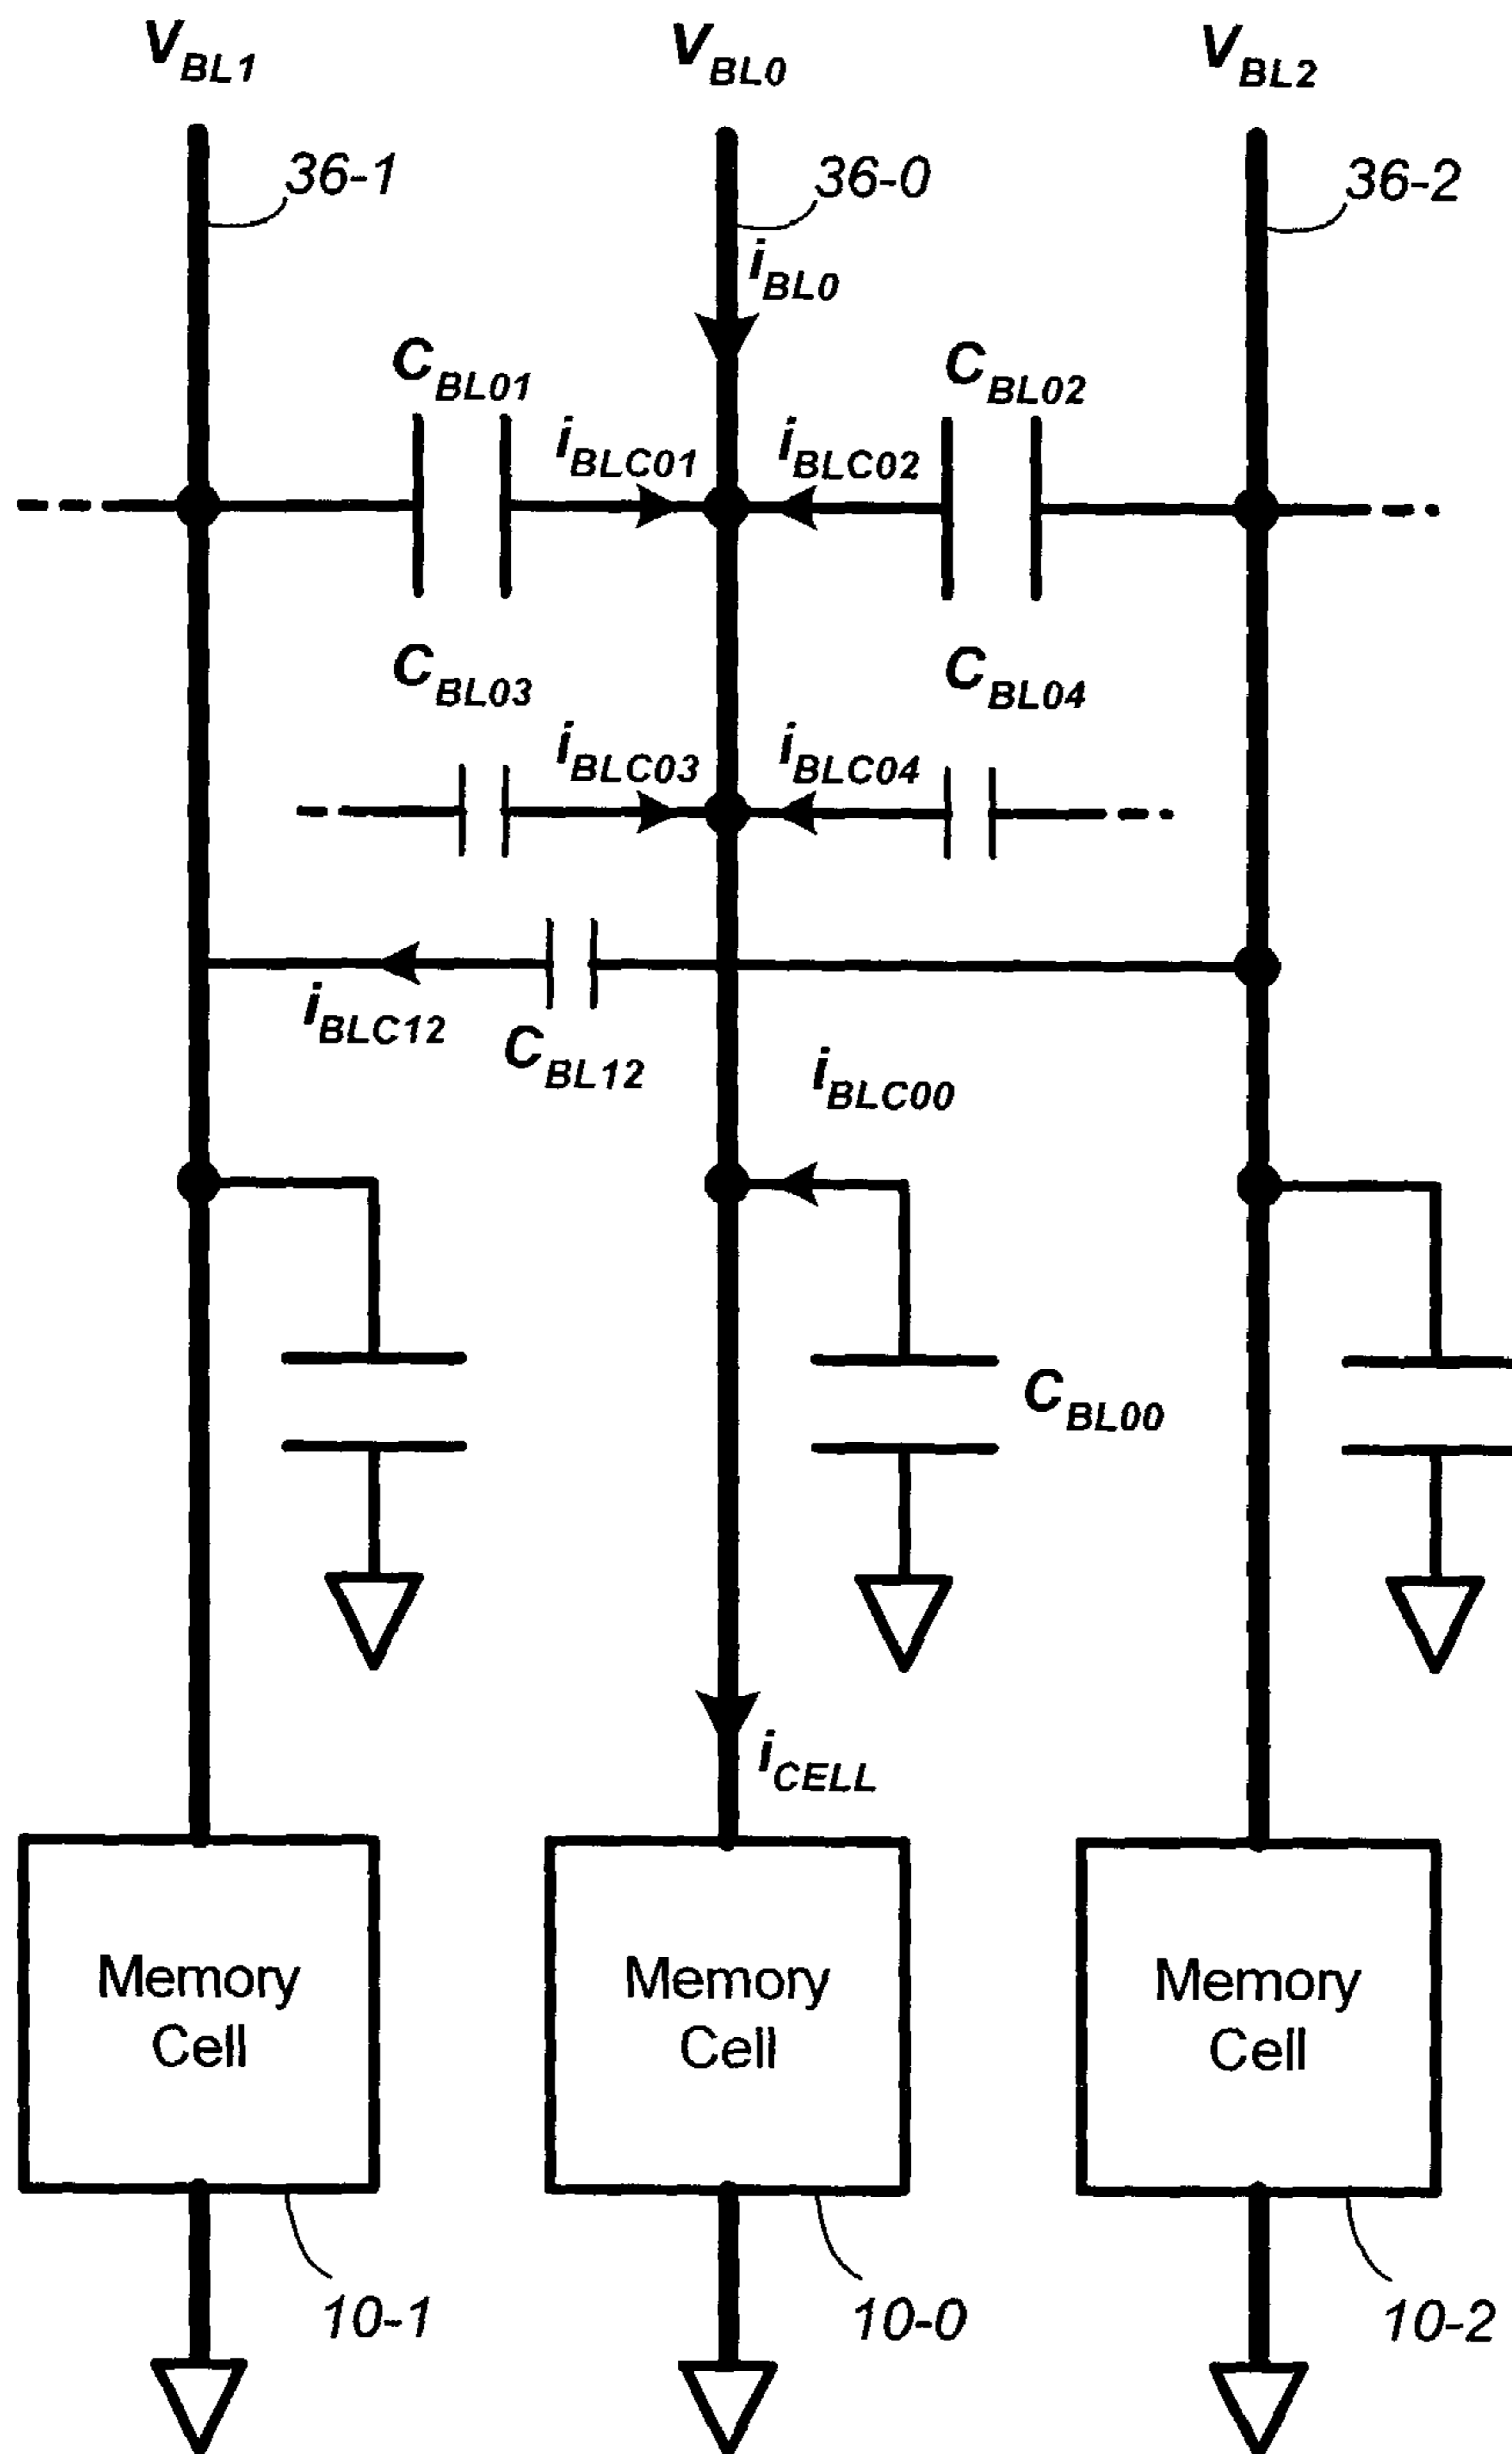 VBL1 VBL0 VBL2
36-1 36-0 36-2
iBL0
CBL01 CBL02
iBLC01 iBLC02
CBL03 CBL04
iBLC03 iBLC04
iBLC12
CBL12
iBLC00
CBL00
iCELL
Memory Cell
Memory Cell
Memory Cell
10-1 10-0 10-2